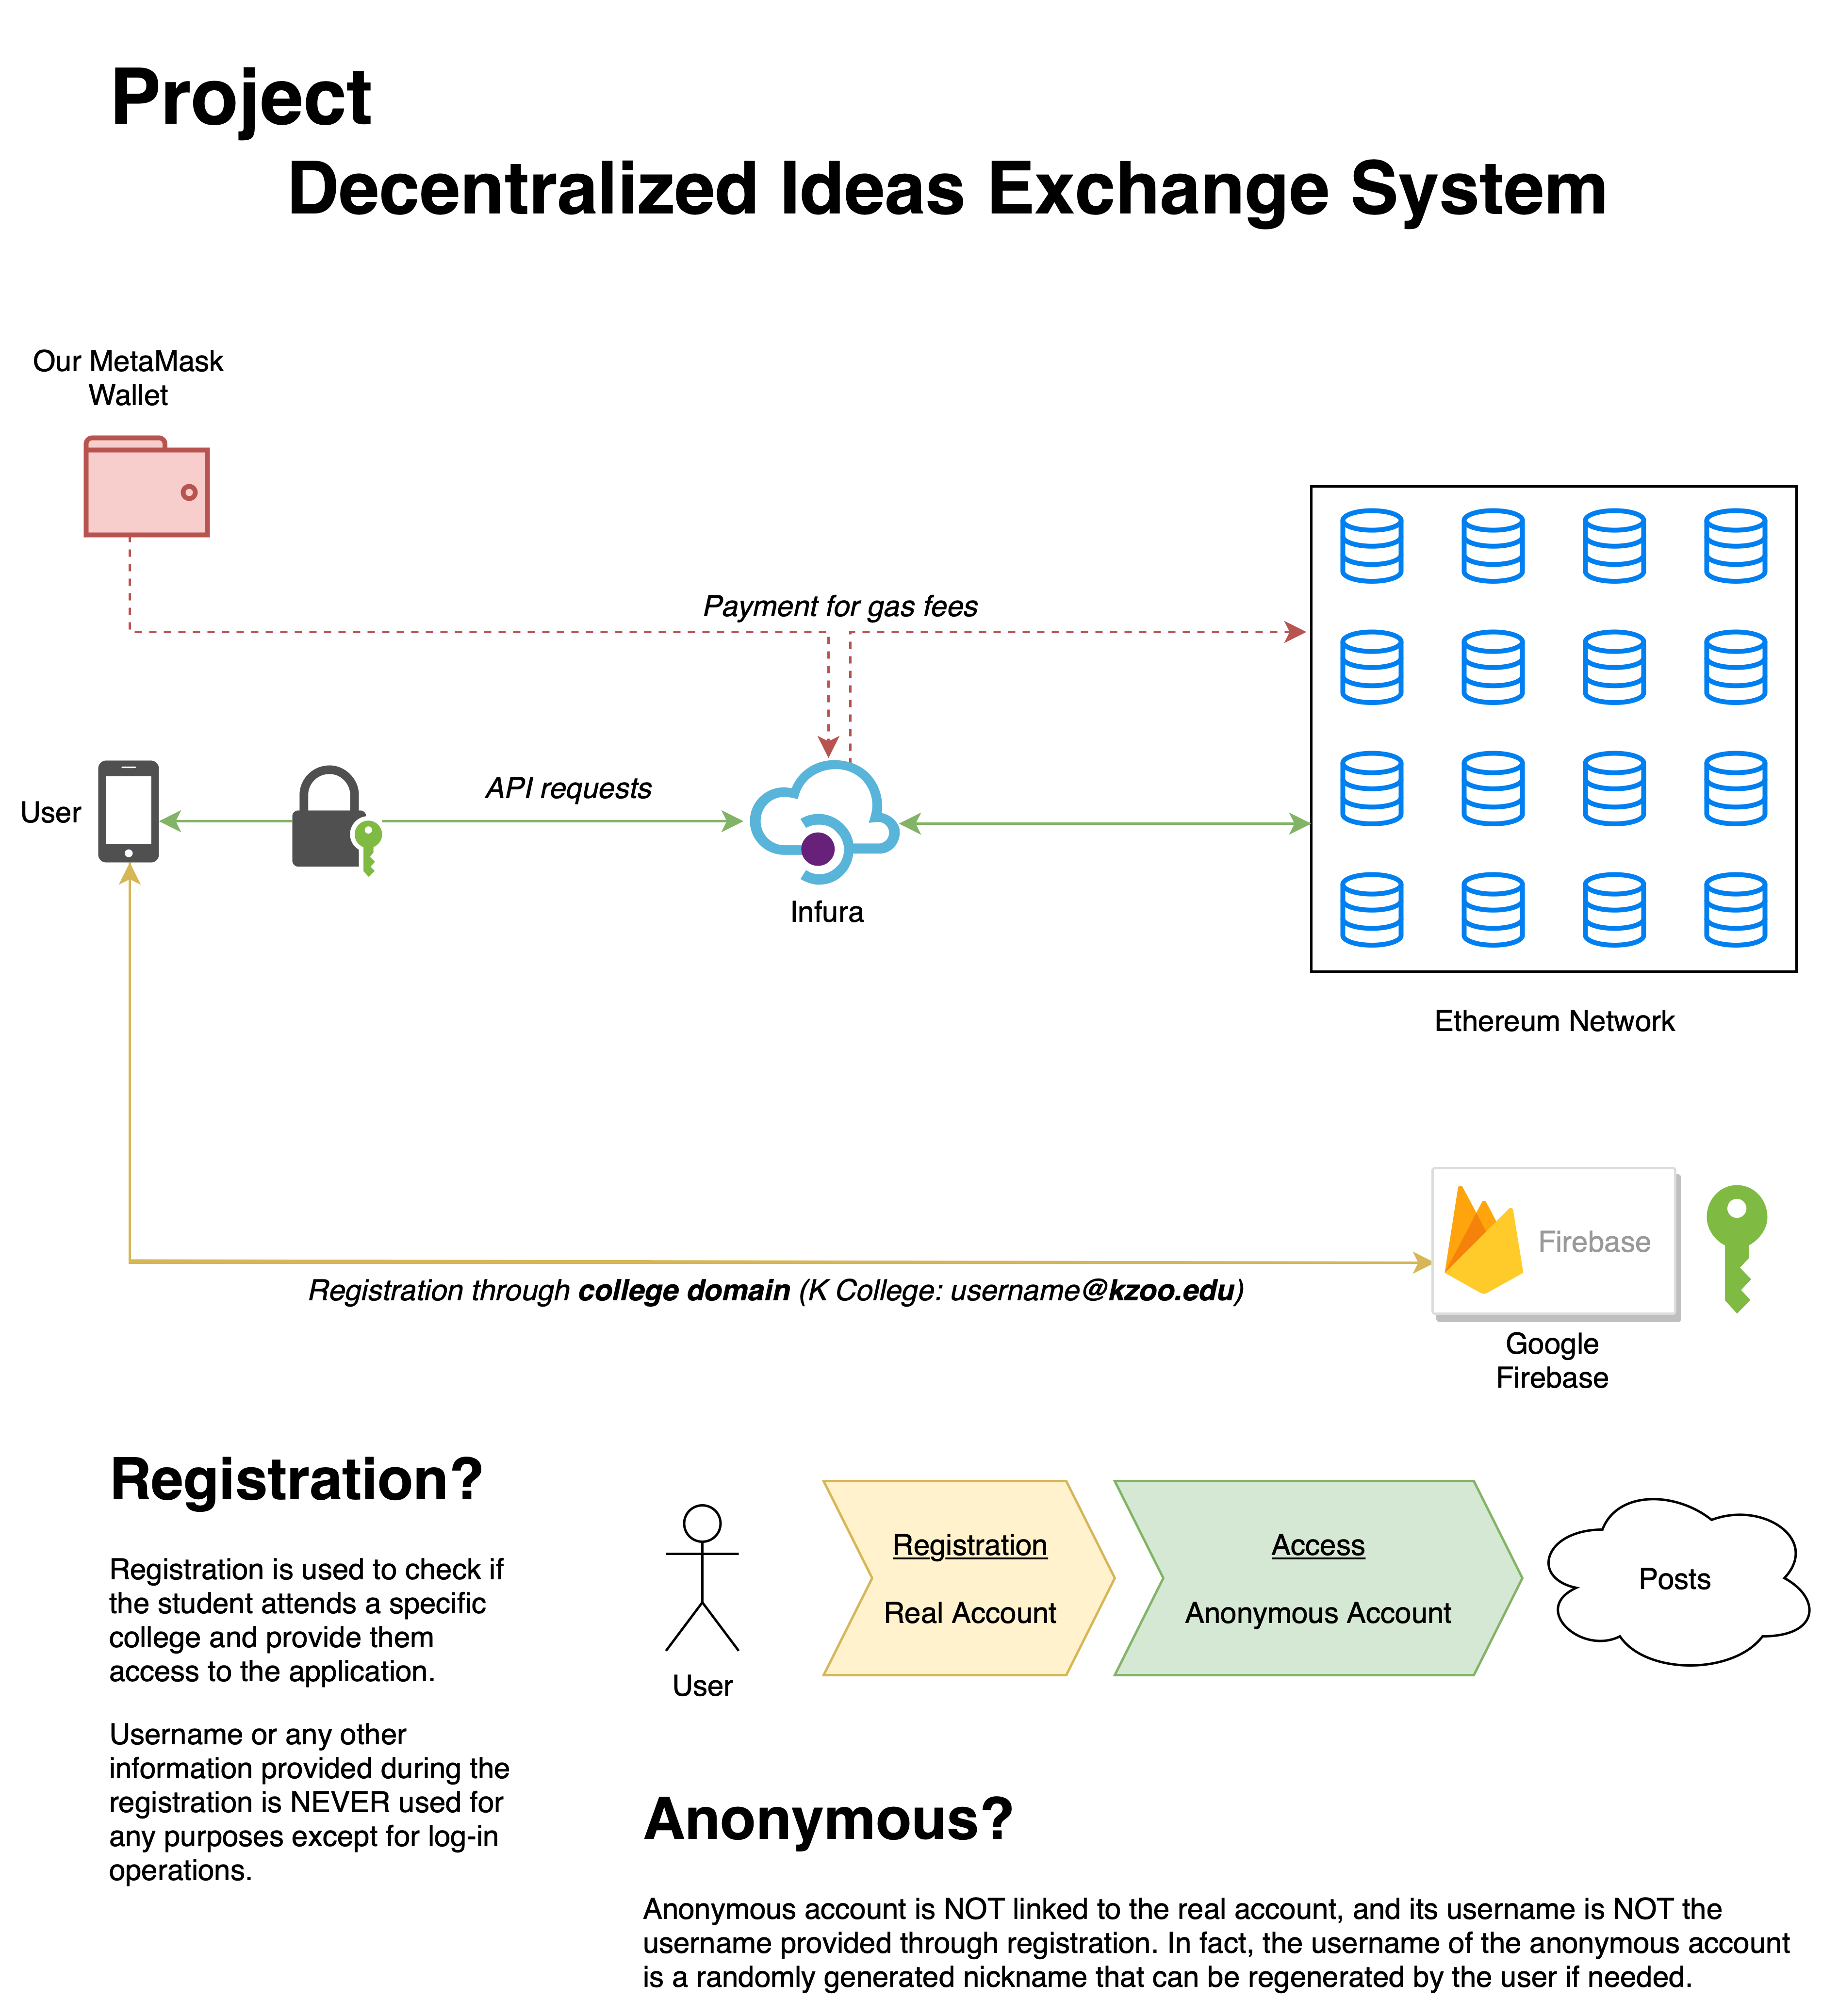 Project
Decentralized Ideas Exchange System
Our MetaMask
Wallet
Payment for gas fees
API requests
User
Infura
Ethereum Network
Firebase
Registration through college domain (K College: username@kzoo.edu)
Google
Firebase
Registration?
Registration is used to check if
the student attends a specific
college and provide them
access to the application.
Username or any other
information provided during the
registration is NEVER used for
any purposes except for log-in
operations.
User
Registration
Real Account
Access
Anonymous Account
Posts
Anonymous?
Anonymous account is NOT linked to the real account, and its username is NOT the
username provided through registration. In fact, the username of the anonymous account
is a randomly generated nickname that can be regenerated by the user if needed.